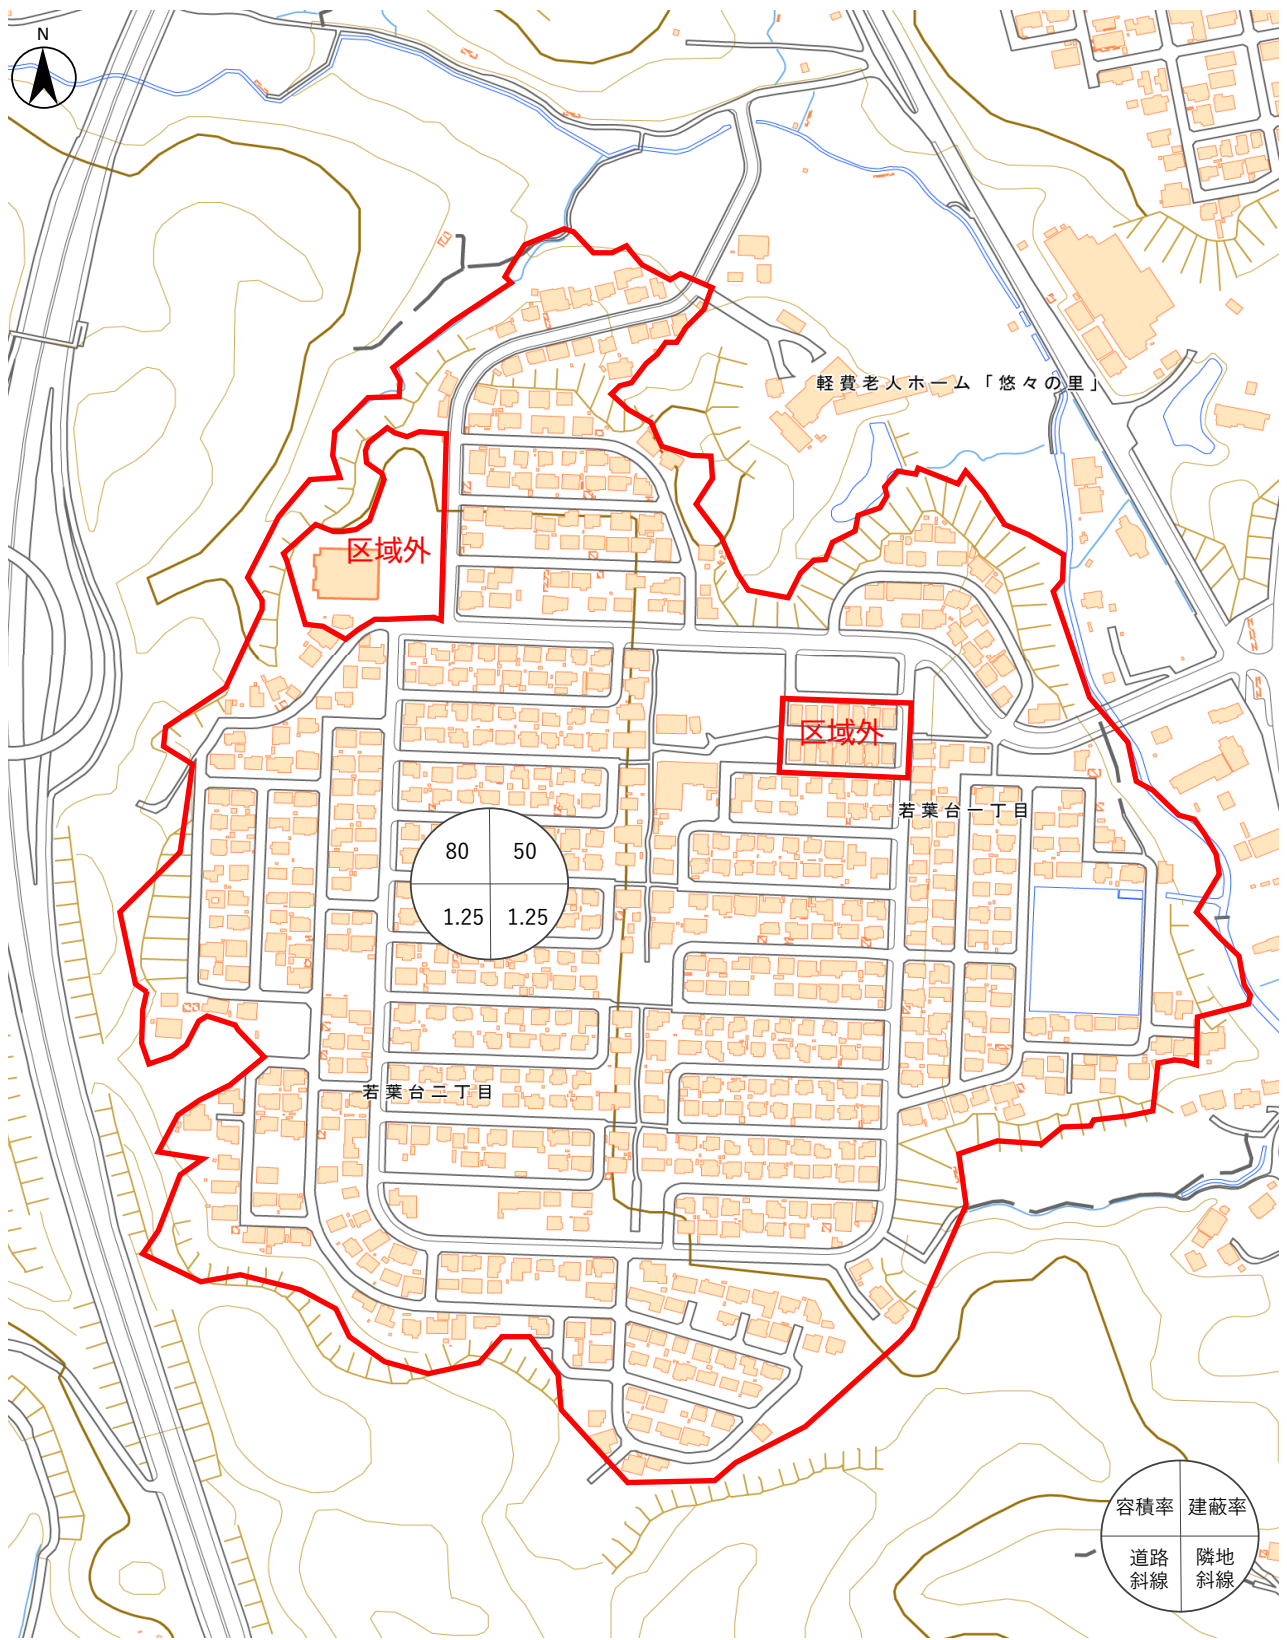 N
軽費老人ホーム「悠々の里」
区域外
区域外
若葉台一丁目
80 50
1.25 1.25
若葉台二丁目
容積率 建蔽率
道路 隣地
斜線 斜線